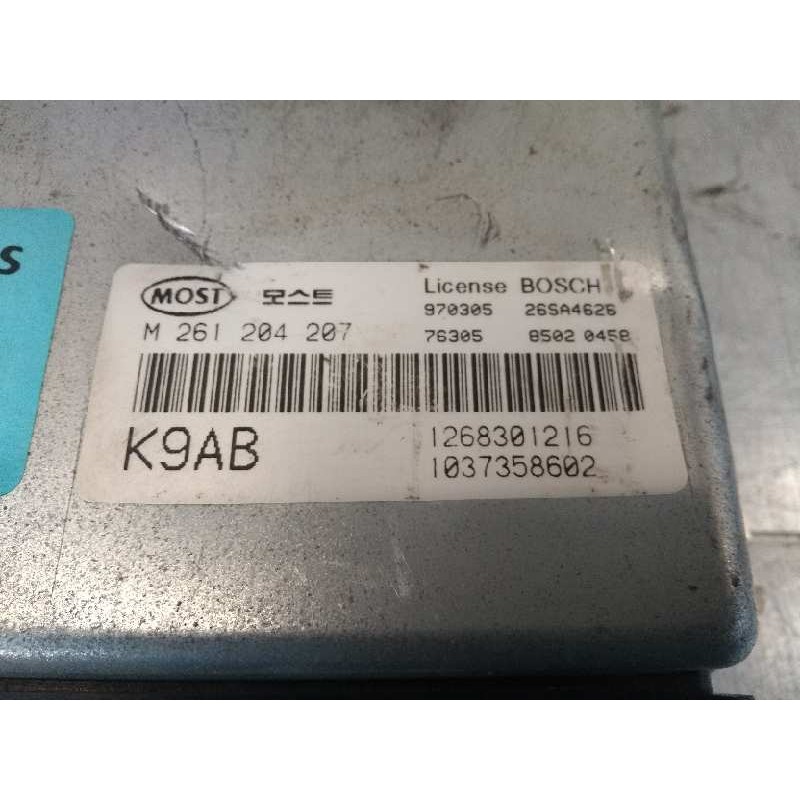 s
MOST 모스트 License BOSCH
970305 26SA4626
M 261 204 207 76305 8502 0458
K9AB 1268301216
1037358602